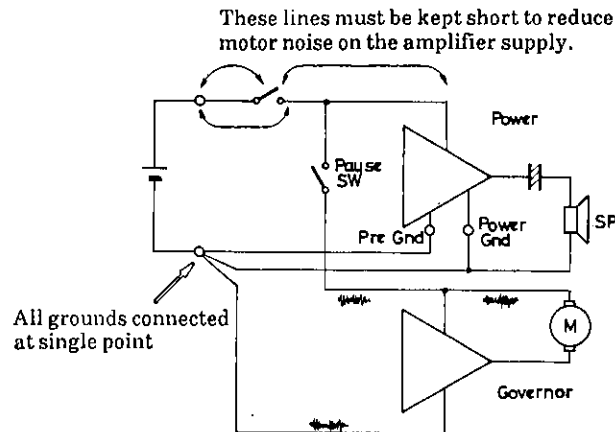 These lines must be kept short to reduce
motor noise on the amplifier supply.
Power
Pause
SW
Pre Gnd
Power
Gnd
SP
All grounds connected
at single point
M
Governor